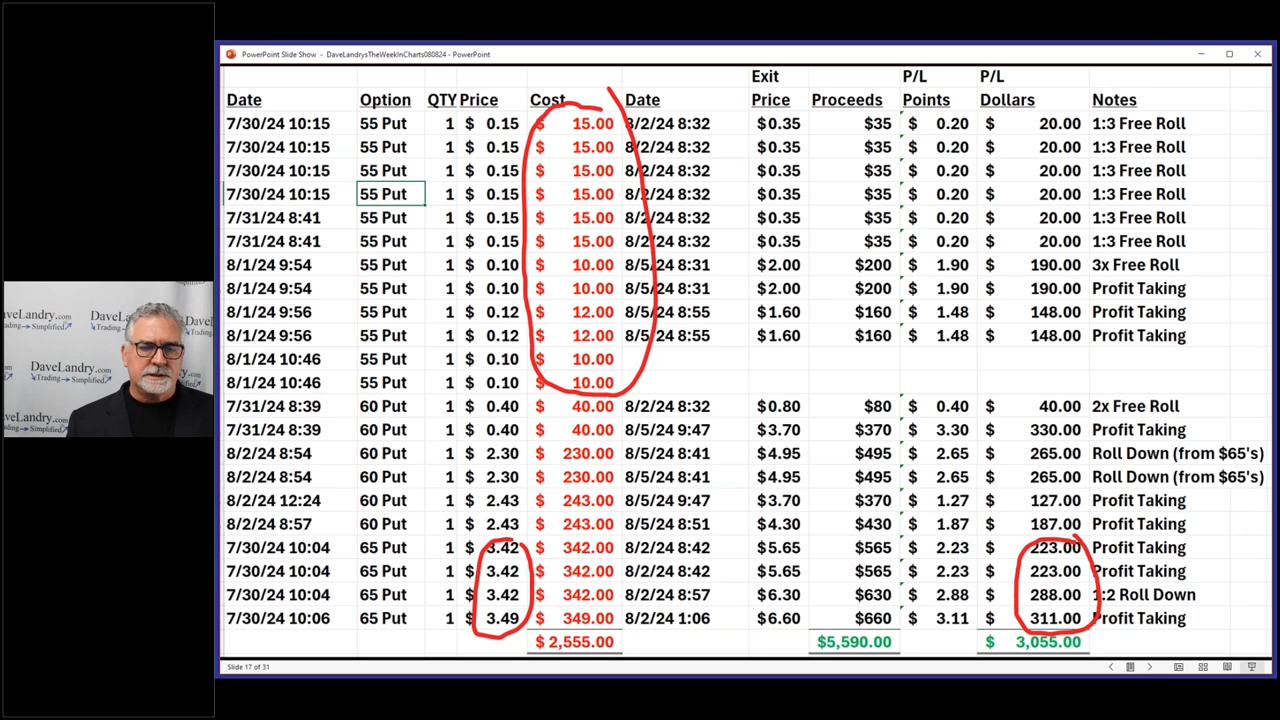 PowerPoint Slide Show - DaveLandrysTheWeekInCharts080824 - PowerPoint
Exit P/L P/L
Date Option QTY Price Cost Date Price Proceeds Points Dollars Notes
7/30/24 10:15 55 Put 1 $ 0.15 $ 15.00 8/2/24 8:32 $0.35 $35 $ 0.20 $ 20.00 1:3 Free Roll
7/30/24 10:15 55 Put 1 $ 0.15 $ 15.00 8/2/24 8:32 $0.35 $35 $ 0.20 $ 20.00 1:3 Free Roll
7/30/24 10:15 55 Put 1 $ 0.15 $ 15.00 8/2/24 8:32 $0.35 $35 $ 0.20 $ 20.00 1:3 Free Roll
7/30/24 10:15 55 Put 1 $ 0.15 $ 15.00 8/2/24 8:32 $0.35 $35 $ 0.20 $ 20.00 1:3 Free Roll
7/31/24 8:41 55 Put 1 $ 0.15 $ 15.00 8/2/24 8:32 $0.35 $35 $ 0.20 $ 20.00 1:3 Free Roll
7/31/24 8:41 55 Put 1 $ 0.15 $ 15.00 8/2/24 8:32 $0.35 $35 $ 0.20 $ 20.00 1:3 Free Roll
8/1/24 9:54 55 Put 1 $ 0.10 $ 10.00 8/5/24 8:31 $2.00 $200 $ 1.90 $ 190.00 3x Free Roll
8/1/24 9:54 55 Put 1 $ 0.10 $ 10.00 8/5/24 8:31 $2.00 $200 $ 1.90 $ 190.00 Profit Taking
8/1/24 9:56 55 Put 1 $ 0.12 $ 12.00 8/5/24 8:55 $1.60 $160 $ 1.48 $ 148.00 Profit Taking
8/1/24 9:56 55 Put 1 $ 0.12 $ 12.00 8/5/24 8:55 $1.60 $160 $ 1.48 $ 148.00 Profit Taking
8/1/24 10:46 55 Put 1 $ 0.10 $ 10.00
8/1/24 10:46 55 Put 1 $ 0.10 $ 10.00
7/31/24 8:39 60 Put 1 $ 0.40 $ 40.00 8/2/24 8:32 $0.80 $80 $ 0.40 $ 40.00 2x Free Roll
7/31/24 8:39 60 Put 1 $ 0.40 $ 40.00 8/5/24 9:47 $3.70 $370 $ 3.30 $ 330.00 Profit Taking
8/2/24 8:54 60 Put 1 $ 2.30 $ 230.00 8/5/24 8:41 $4.95 $495 $ 2.65 $ 265.00 Roll Down (from $65's)
8/2/24 8:54 60 Put 1 $ 2.30 $ 230.00 8/5/24 8:41 $4.95 $495 $ 2.65 $ 265.00 Roll Down (from $65's)
8/2/24 12:24 60 Put 1 $ 2.43 $ 243.00 8/5/24 9:47 $3.70 $370 $ 1.27 $ 127.00 Profit Taking
8/2/24 8:57 60 Put 1 $ 2.43 $ 243.00 8/5/24 8:51 $4.30 $430 $ 1.87 $ 187.00 Profit Taking
7/30/24 10:04 65 Put 1 $ 3.42 $ 342.00 8/2/24 8:42 $5.65 $565 $ 2.23 $ 223.00 Profit Taking
7/30/24 10:04 65 Put 1 $ 3.42 $ 342.00 8/2/24 8:42 $5.65 $565 $ 2.23 $ 223.00 Profit Taking
7/30/24 10:04 65 Put 1 $ 3.42 $ 342.00 8/2/24 8:57 $6.30 $630 $ 2.88 $ 288.00 1:2 Roll Down
7/30/24 10:06 65 Put 1 $ 3.49 $ 349.00 8/2/24 1:06 $6.60 $660 $ 3.11 $ 311.00 Profit Taking
$ 2,555.00 $5,590.00 $ 3,055.00
Slide 17 of 31
DaveLandry
DaveLandry.com
Trading Simplified
DaveLandry.com
Trading Simplified
DaveLandry.com